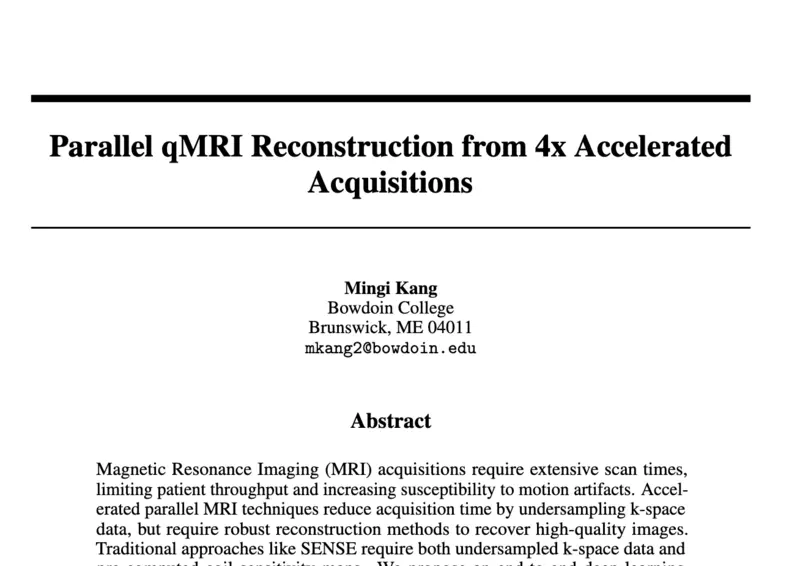 Parallel qMRI Reconstruction from 4x Accelerated
Acquisitions
Mingi Kang
Bowdoin College
Brunswick, ME 04011
mkang2@bowdoin.edu
Abstract
Magnetic Resonance Imaging (MRI) acquisitions require extensive scan times,
limiting patient throughput and increasing susceptibility to motion artifacts. Accel-
erated parallel MRI techniques reduce acquisition time by undersampling k-space
data, but require robust reconstruction methods to recover high-quality images.
Traditional approaches like SENSE require both undersampled k-space data and